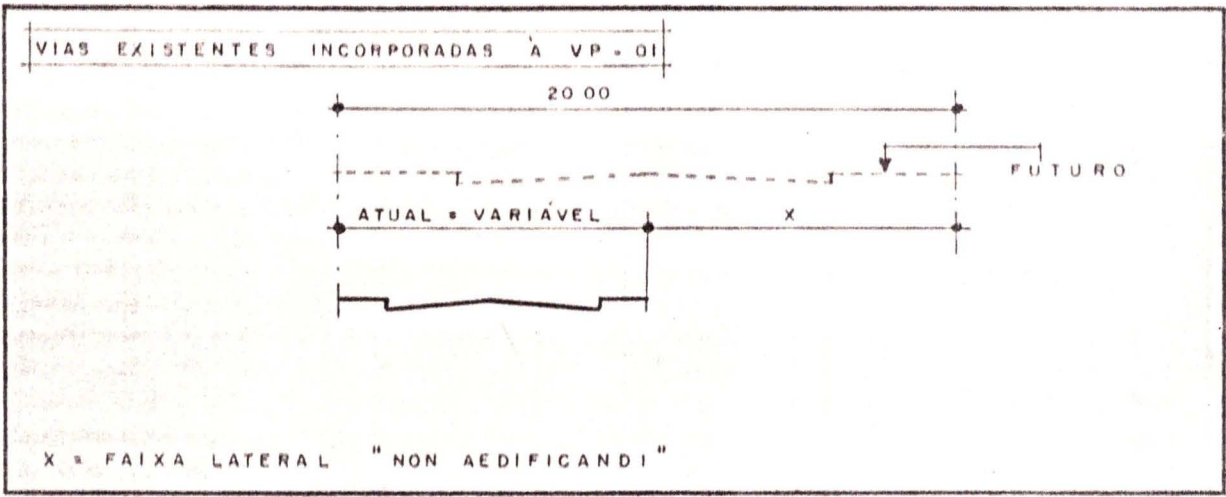 VIAS EXISTENTES INCORPORADAS À VP - 01
20 00
FUTURO
ATUAL = VARIÁVEL
X
X = FAIXA LATERAL "NON AEDIFICANDI"